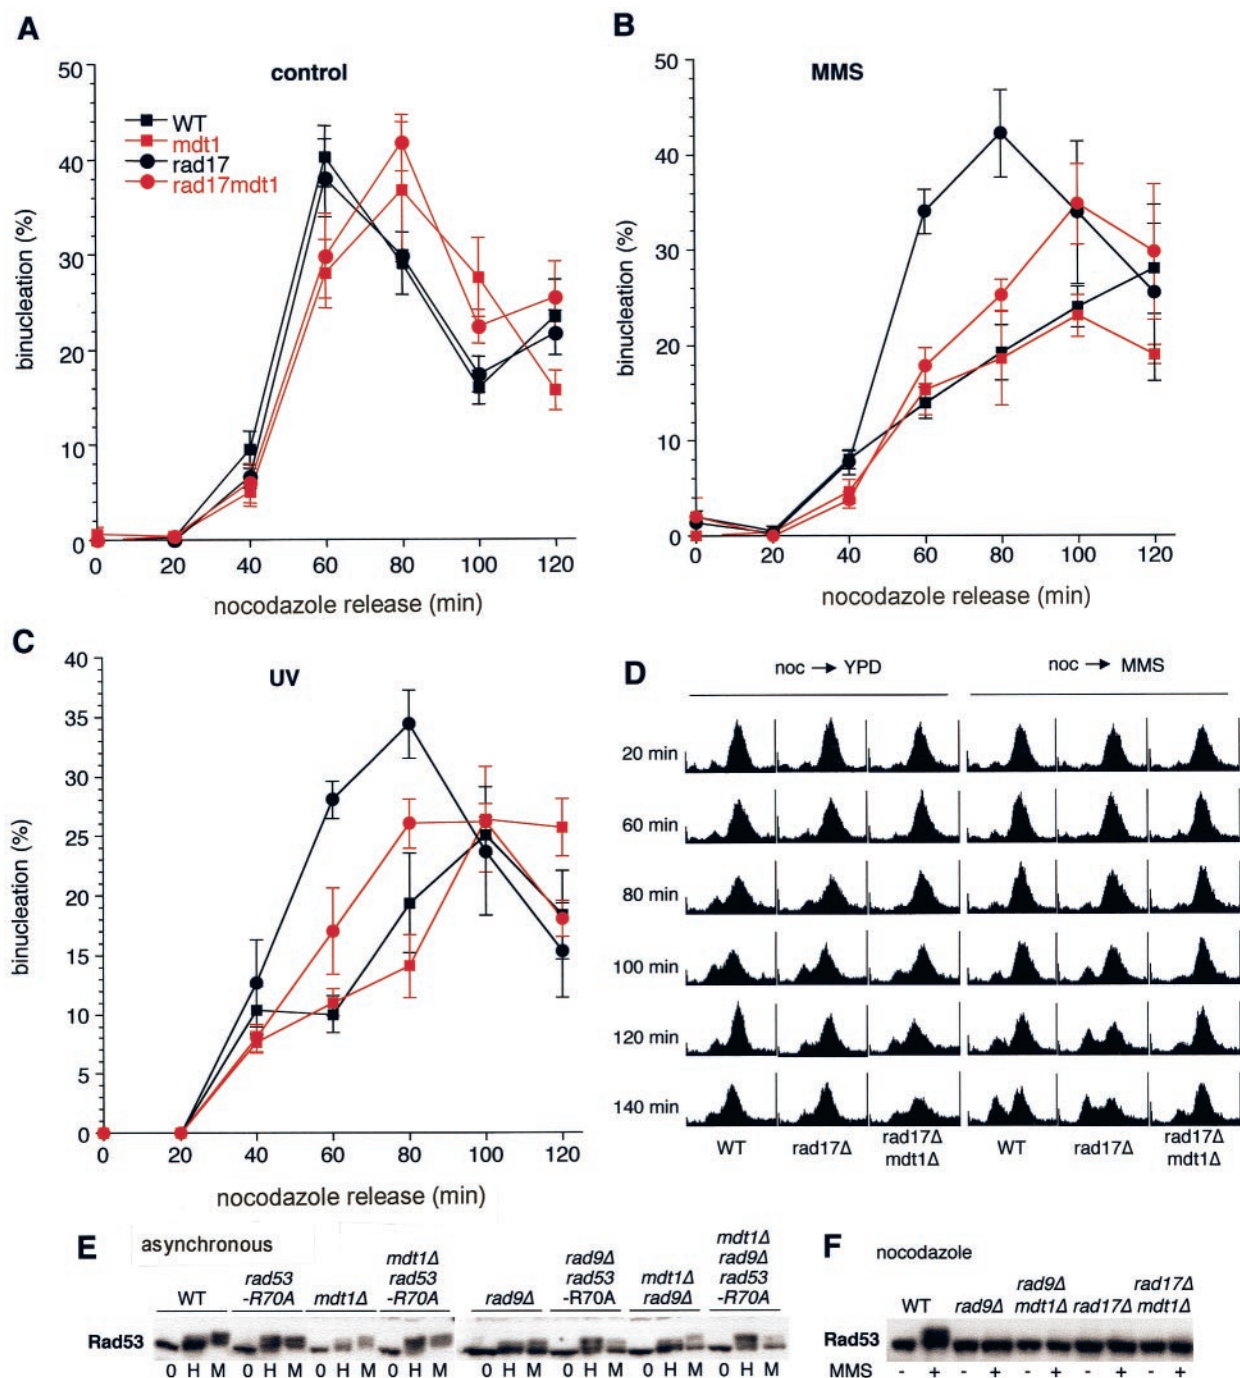 A
control
50
40
30
20
10
0
binucleation (%)
WT
mdt1
rad17
rad17mdt1
0 20 40 60 80 100 120
nocodazole release (min)
B
MMS
50
40
30
20
10
0
binucleation (%)
0 20 40 60 80 100 120
nocodazole release (min)
C
UV
40
35
30
25
20
15
10
5
0
binucleation (%)
0 20 40 60 80 100 120
nocodazole release (min)
D
noc → YPD noc → MMS
20 min
60 min
80 min
100 min
120 min
140 min
WT rad17Δ rad17Δ mdt1Δ WT rad17Δ rad17Δ mdt1Δ
E
asynchronous
WT rad53 -R70A mdt1Δ mdt1Δ rad53 -R70A rad9Δ rad9Δ rad53 -R70A mdt1Δ rad9Δ mdt1Δ rad9Δ rad53 -R70A
Rad53
0 H M 0 H M 0 H M 0 H M 0 H M 0 H M 0 H M 0 H M
F
nocodazole
WT rad9Δ rad9Δ mdt1Δ rad17Δ rad17Δ mdt1Δ
Rad53
MMS - + - + - + - + - +